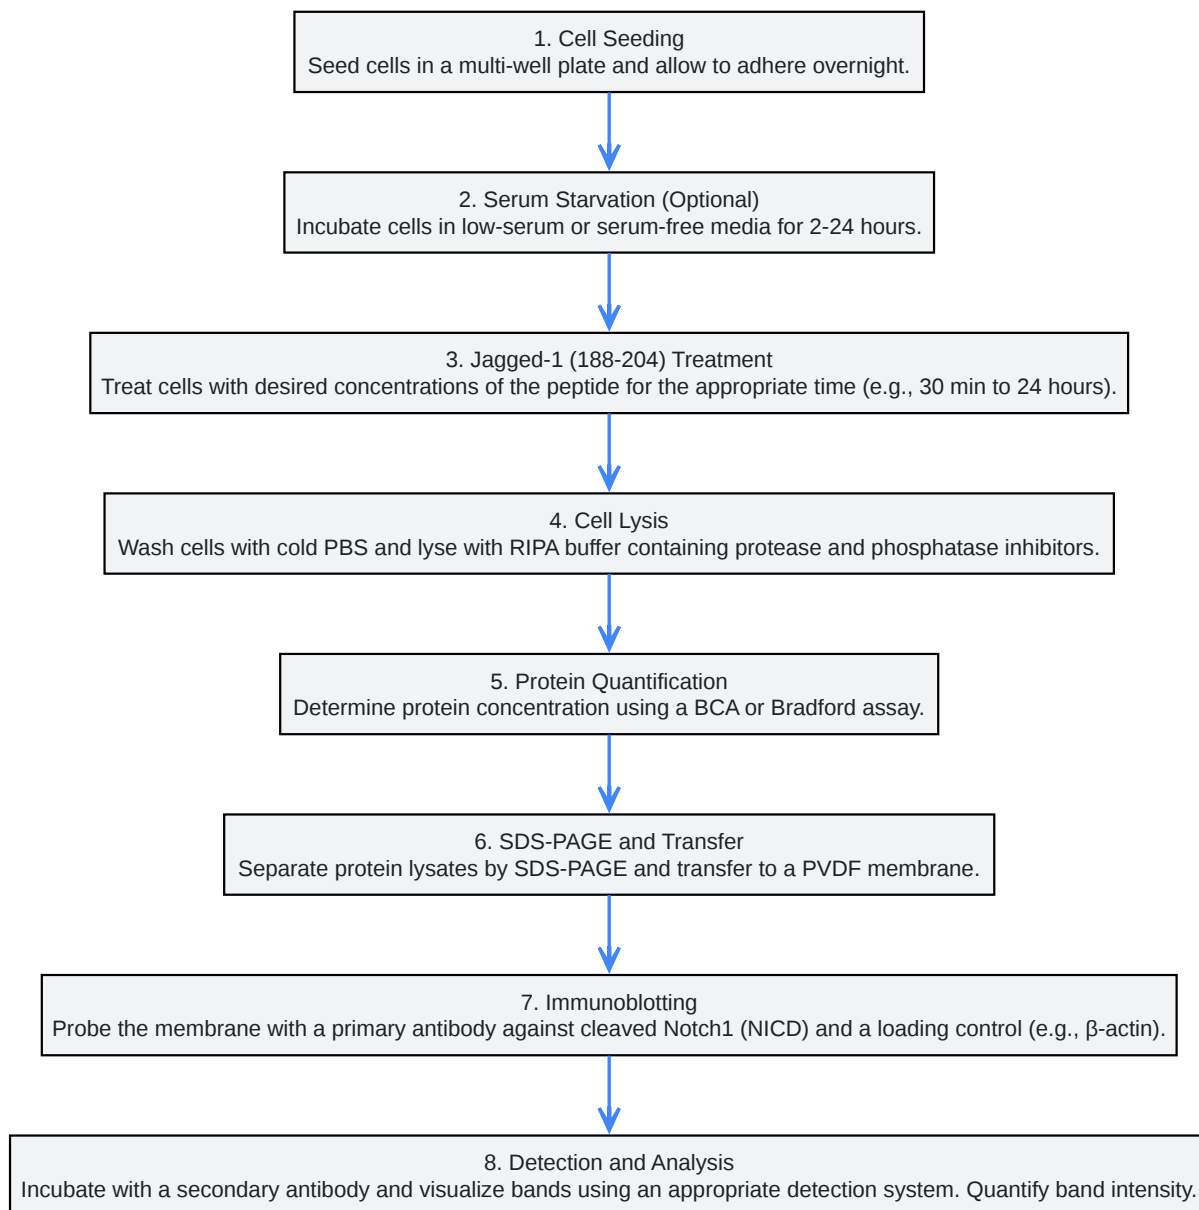 1. Cell Seeding
Seed cells in a multi-well plate and allow to adhere overnight.
2. Serum Starvation (Optional)
Incubate cells in low-serum or serum-free media for 2-24 hours.
3. Jagged-1 (188-204) Treatment
Treat cells with desired concentrations of the peptide for the appropriate time (e.g., 30 min to 24 hours).
4. Cell Lysis
Wash cells with cold PBS and lyse with RIPA buffer containing protease and phosphatase inhibitors.
5. Protein Quantification
Determine protein concentration using a BCA or Bradford assay.
6. SDS-PAGE and Transfer
Separate protein lysates by SDS-PAGE and transfer to a PVDF membrane.
7. Immunoblotting
Probe the membrane with a primary antibody against cleaved Notch1 (NICD) and a loading control (e.g., β-actin).
8. Detection and Analysis
Incubate with a secondary antibody and visualize bands using an appropriate detection system. Quantify band intensity.